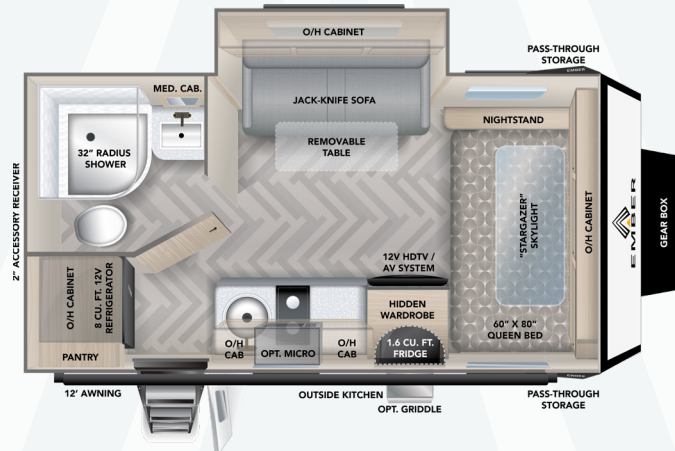 O/H CABINET
PASS-THROUGH
STORAGE
EMBER
MED. CAB.
JACK-KNIFE SOFA
NIGHTSTAND
32" RADIUS
SHOWER
REMOVABLE
TABLE
2" ACCESSORY RECEIVER
"STARGAZER"
SKYLIGHT
O/H CABINET
EMBER
GEAR BOX
12V HDTV /
AV SYSTEM
O/H CABINET
8 CU. FT. 12V
REFRIGERATOR
HIDDEN
WARDROBE
60" X 80"
QUEEN BED
O/H
CAB
OPT. MICRO
O/H
CAB
1.6 CU. FT.
FRIDGE
PANTRY
EMBER
12' AWNING
OUTSIDE KITCHEN
OPT. GRIDDLE
PASS-THROUGH
STORAGE